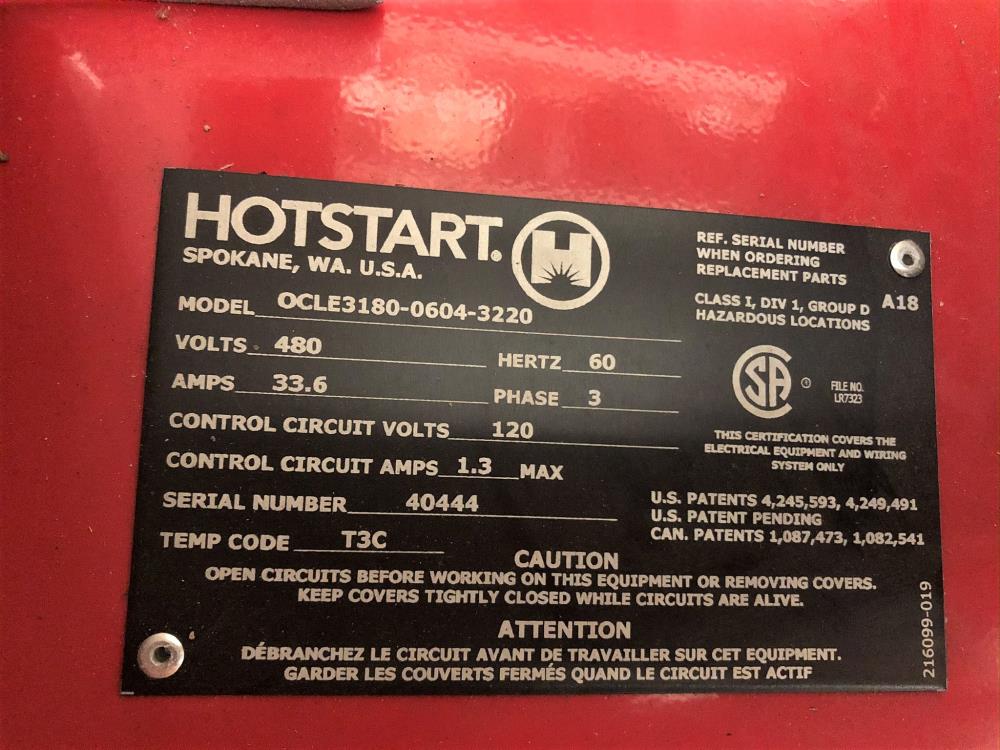 HOTSTART®
SPOKANE, WA. U.S.A.
H
REF. SERIAL NUMBER
WHEN ORDERING
REPLACEMENT PARTS
CLASS I, DIV 1, GROUP D
HAZARDOUS LOCATIONS
A18
MODEL OCLE3180-0604-3220
VOLTS 480
HERTZ 60
AMPS 33.6
PHASE 3
CONTROL CIRCUIT VOLTS 120
CONTROL CIRCUIT AMPS 1.3 MAX
SERIAL NUMBER 40444
TEMP CODE T3C
SA ®
FILE NO.
LR7323
THIS CERTIFICATION COVERS THE
ELECTRICAL EQUIPMENT AND WIRING
SYSTEM ONLY
U.S. PATENTS 4,245,593, 4,249,491
U.S. PATENT PENDING
CAN. PATENTS 1,087,473, 1,082,541
CAUTION
OPEN CIRCUITS BEFORE WORKING ON THIS EQUIPMENT OR REMOVING COVERS.
KEEP COVERS TIGHTLY CLOSED WHILE CIRCUITS ARE ALIVE.
ATTENTION
DÉBRANCHEZ LE CIRCUIT AVANT DE TRAVAILLER SUR CET EQUIPMENT.
GARDER LES COUVERTS FERMÉS QUAND LE CIRCUIT EST ACTIF
216099-019